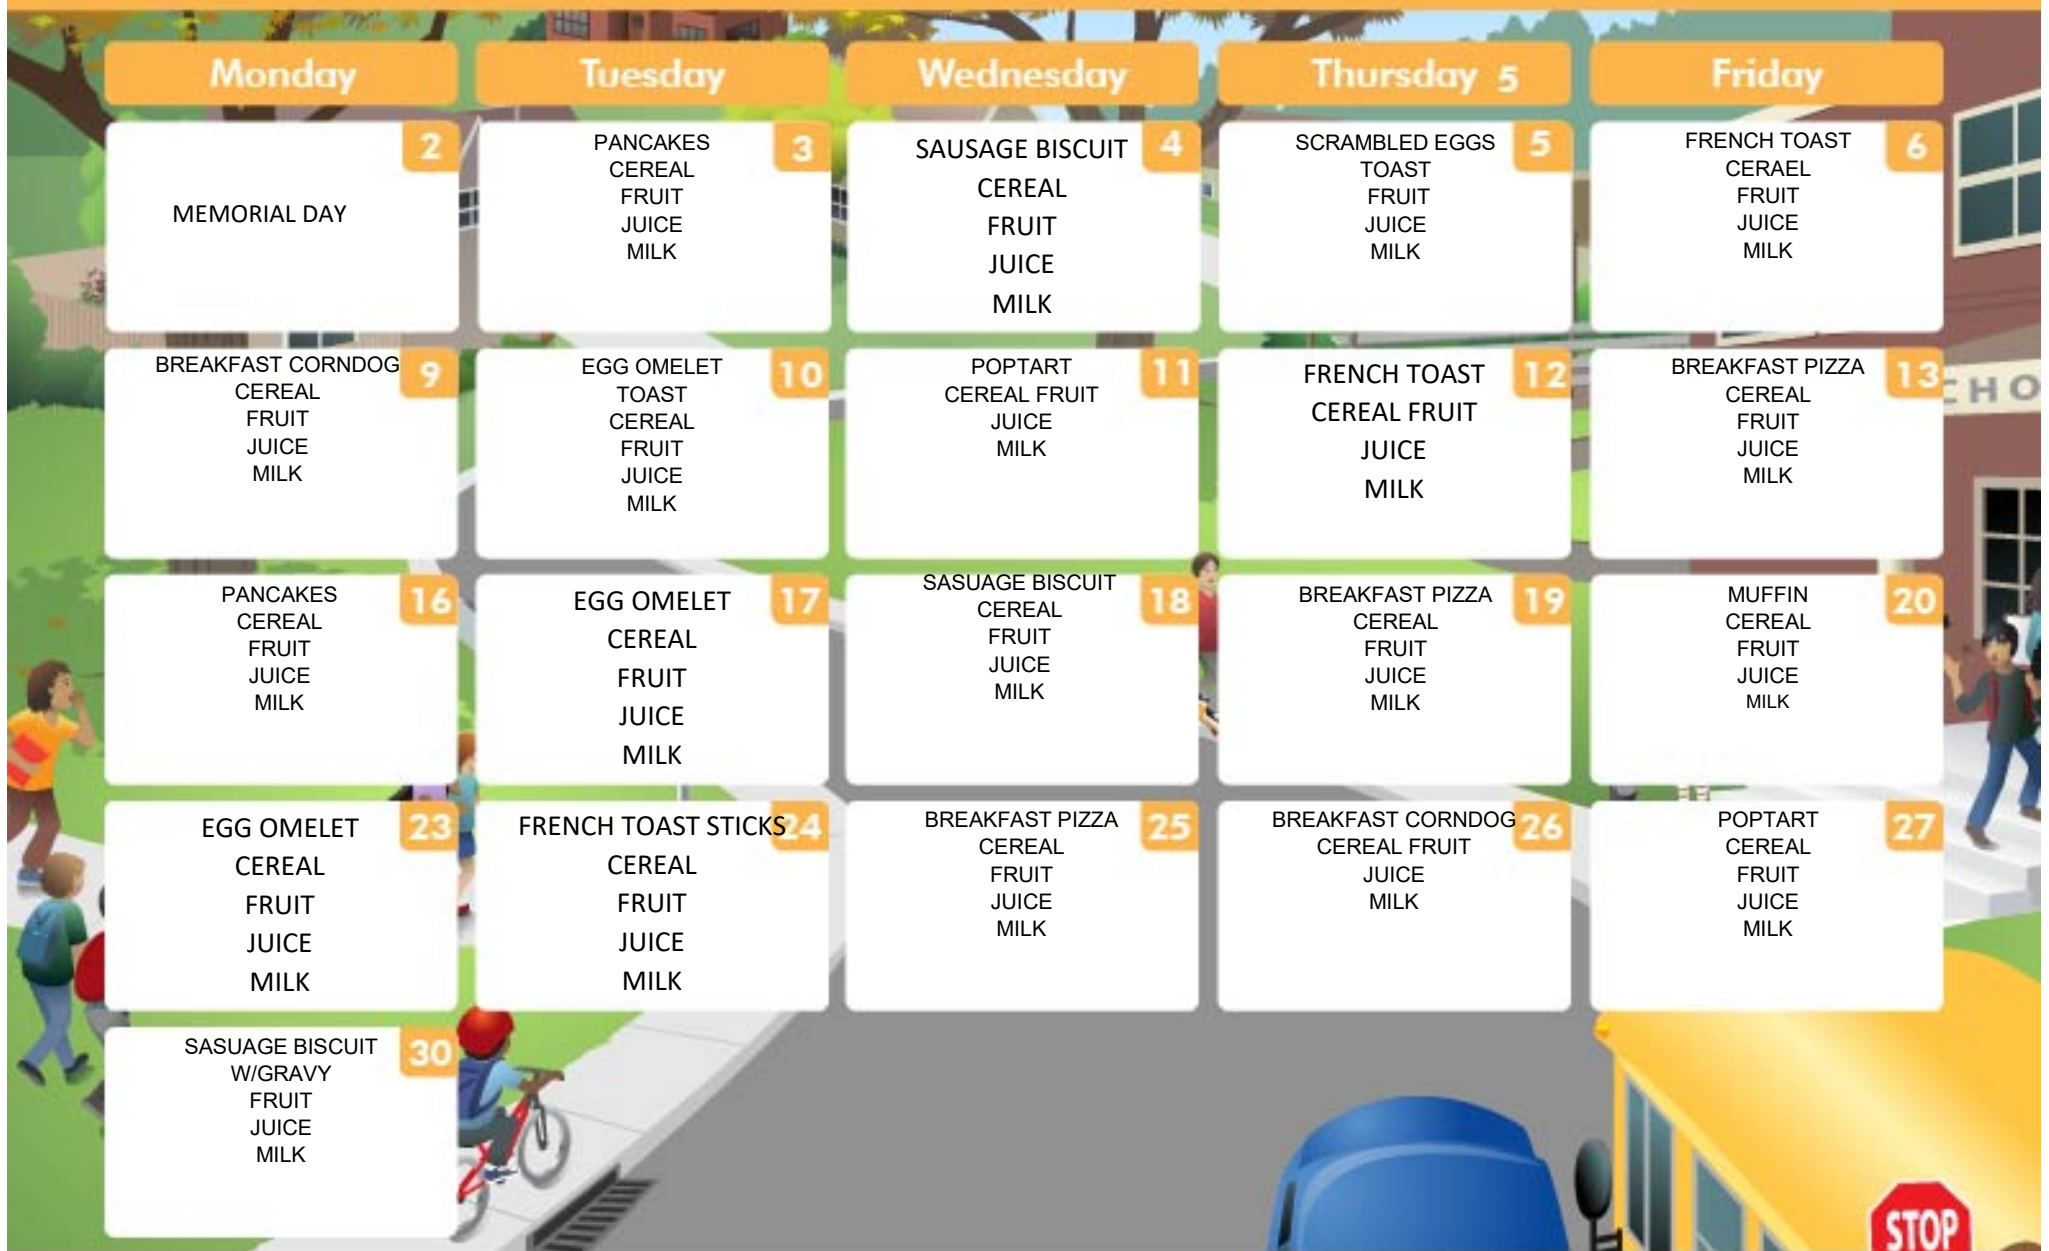 Monday
Tuesday
Wednesday
Thursday 5
Friday
2
MEMORIAL DAY
3
PANCAKES
CEREAL
FRUIT
JUICE
MILK
4
SAUSAGE BISCUIT
CEREAL
FRUIT
JUICE
MILK
5
SCRAMBLED EGGS
TOAST
FRUIT
JUICE
MILK
6
FRENCH TOAST
CERAEL
FRUIT
JUICE
MILK
9
BREAKFAST CORNDOG
CEREAL
FRUIT
JUICE
MILK
10
EGG OMELET
TOAST
CEREAL
FRUIT
JUICE
MILK
11
POPTART
CEREAL FRUIT
JUICE
MILK
12
FRENCH TOAST
CEREAL FRUIT
JUICE
MILK
13
BREAKFAST PIZZA
CEREAL
FRUIT
JUICE
MILK
CHO
16
PANCAKES
CEREAL
FRUIT
JUICE
MILK
17
EGG OMELET
CEREAL
FRUIT
JUICE
MILK
18
SASUAGE BISCUIT
CEREAL
FRUIT
JUICE
MILK
19
BREAKFAST PIZZA
CEREAL
FRUIT
JUICE
MILK
20
MUFFIN
CEREAL
FRUIT
JUICE
MILK
23
EGG OMELET
CEREAL
FRUIT
JUICE
MILK
24
FRENCH TOAST STICKS
CEREAL
FRUIT
JUICE
MILK
25
BREAKFAST PIZZA
CEREAL
FRUIT
JUICE
MILK
26
BREAKFAST CORNDOG
CEREAL FRUIT
JUICE
MILK
27
POPTART
CEREAL
FRUIT
JUICE
MILK
30
SASUAGE BISCUIT
W/GRAVY
FRUIT
JUICE
MILK
STOP